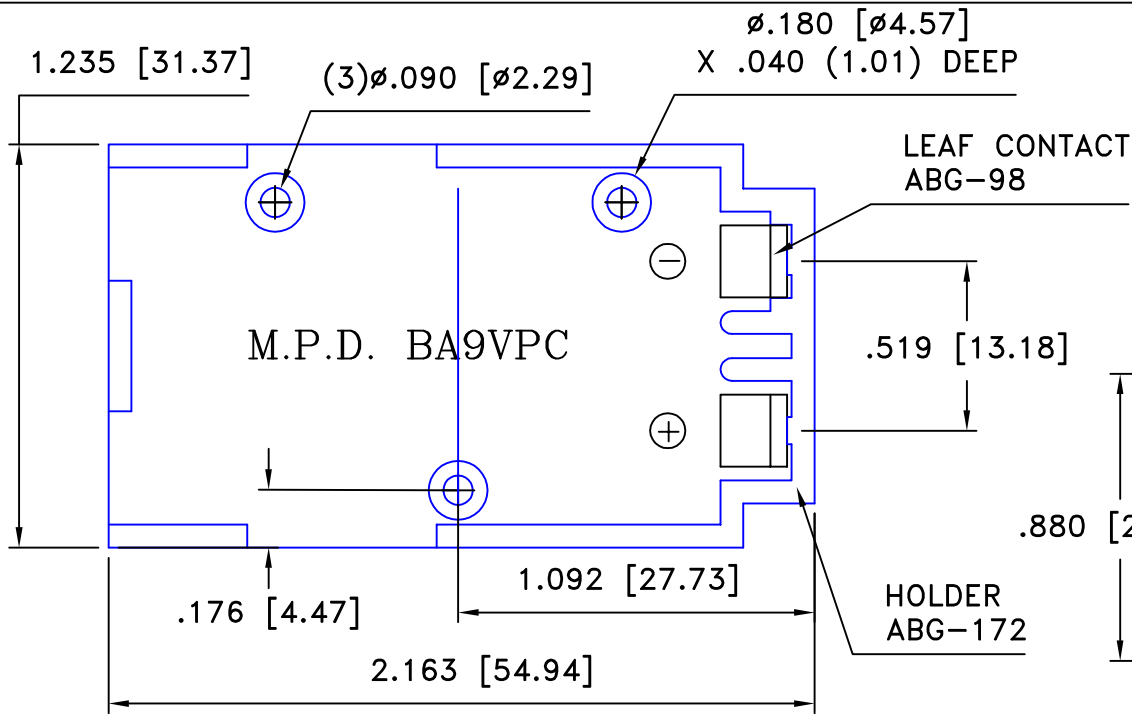 1.235 [31.37]
(3)ø.090 [ø2.29]
ø.180 [ø4.57]
X .040 (1.01) DEEP
LEAF CONTACT
ABG-98
M.P.D. BA9VPC
.519 [13.18]
.880 [2
1.092 [27.73]
.176 [4.47]
HOLDER
ABG-172
2.163 [54.94]